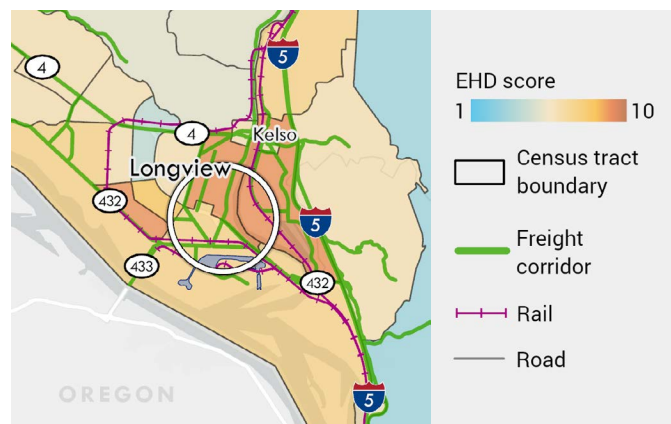 5
4
4
Kelso
Longview
432
5
433
432
5
OREGON
EHD score
1 10
Census tract
boundary
Freight
corridor
Rail
Road